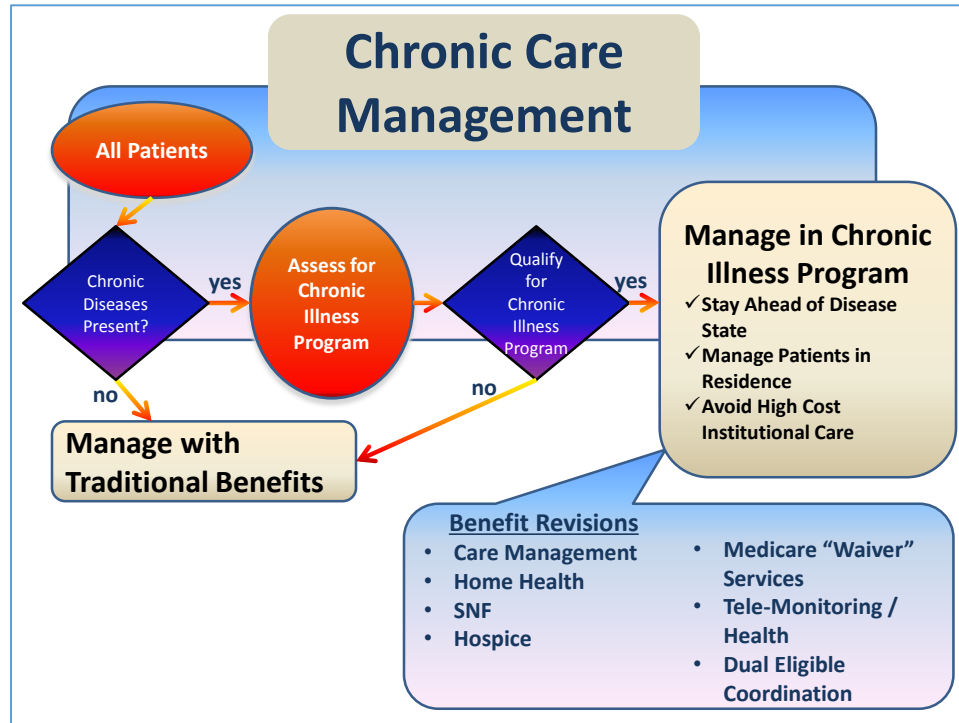 Chronic Care
Management
All Patients
Chronic
Diseases
Present?
yes
no
Assess for
Chronic
Illness
Program
Qualify
for
Chronic
Illness
Program
yes
no
Manage in Chronic
Illness Program
✓Stay Ahead of Disease
State
✓Manage Patients in
Residence
✓Avoid High Cost
Institutional Care
Manage with
Traditional Benefits
Benefit Revisions
• Care Management
• Home Health
• SNF
• Hospice
• Medicare “Waiver”
Services
• Tele-Monitoring /
Health
• Dual Eligible
Coordination